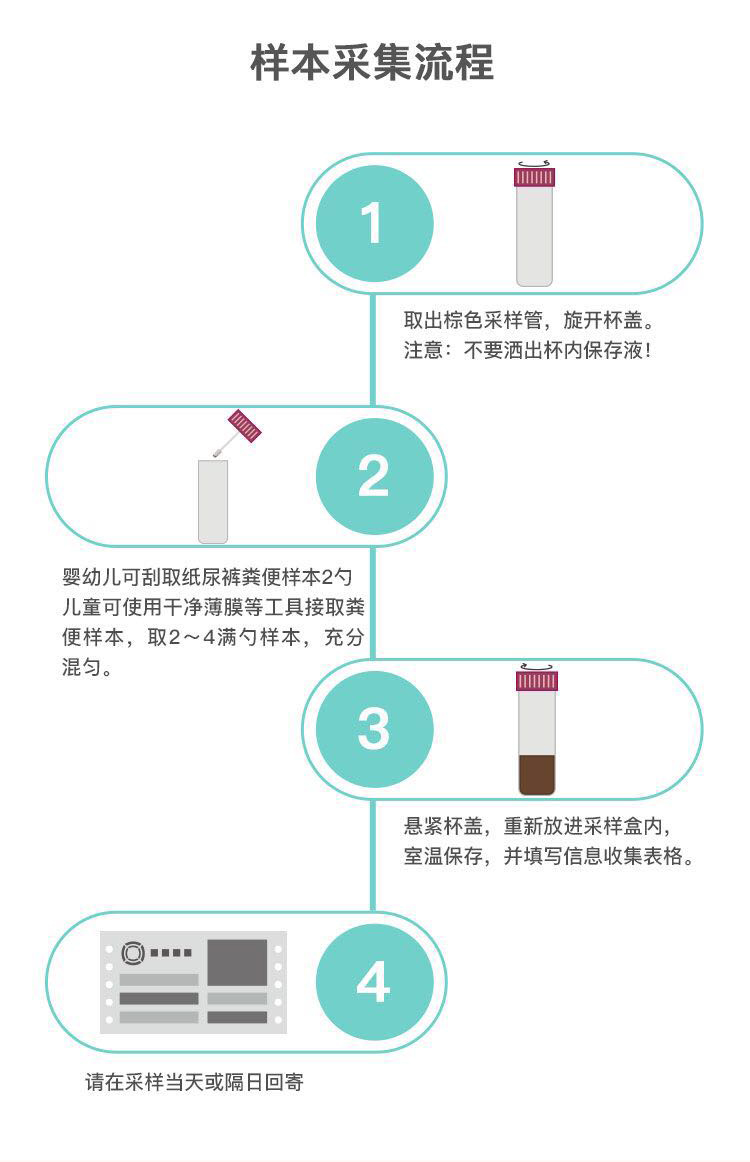 样本采集流程
1
取出棕色采样管，旋开杯盖。
注意：不要洒出杯内保存液！
2
婴幼儿可刮取纸尿裤粪便样本2勺
儿童可使用干净薄膜等工具接取粪
便样本，取2～4满勺样本，充分
混匀。
3
悬紧杯盖，重新放进采样盒内，
室温保存，并填写信息收集表格。
4
请在采样当天或隔日回寄